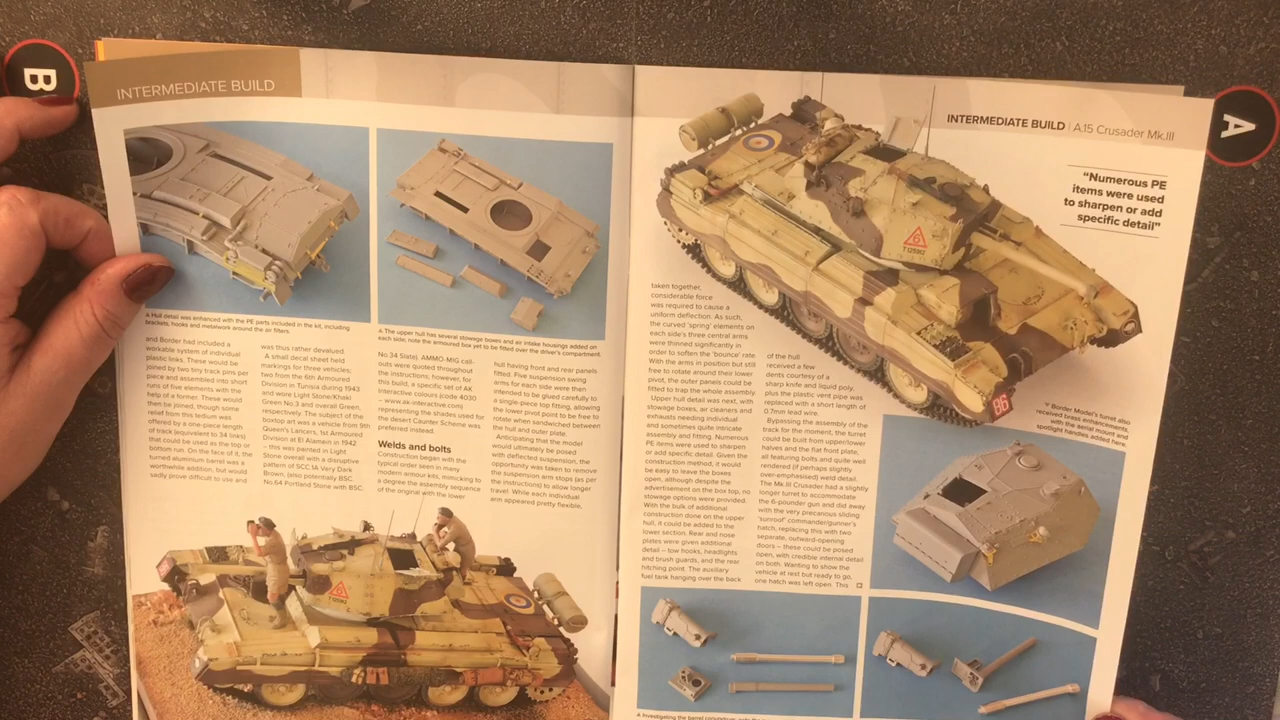 B
A
INTERMEDIATE BUILD
INTERMEDIATE BUILD | A.15 Crusader Mk.III
"Numerous PE
items were used
to sharpen or add
specific detail"
Hull detail was enhanced with the PE parts included in the kit, including
brackets, hooks and metalwork around the air filters.
The upper hull has several stowage boxes and air intake housings added on
each side; note the armoured box yet to be fitted over the driver's compartment.
and Border had included a
workable system of individual
plastic links. These would be
joined by two tiny track pins per
piece and assembled into short
runs of five elements with the
help of a former. These would
then be joined, though some
relief from this tedium was
offered by a one-piece length
of track (equivalent to 34 links)
that could be used as the top or
bottom run. On the face of it, the
turned aluminium barrel was a
worthwhile addition, but would
sadly prove difficult to use and
was thus rather devalued.
A small decal sheet held
markings for three vehicles;
two from the 6th Armoured
Division in Tunisia during 1943
and were Light Stone/Khaki
Green No.3 and overall Green,
respectively. The subject of the
boxtop art was a vehicle from 9th
Queen's Lancers, 1st Armoured
Division at El Alamein in 1942
– this was painted in Light
Stone overall with a disruptive
pattern of SCC.1A Very Dark
Brown, (also potentially BSC.
No.64 Portland Stone with BSC.
No.34 Slate). AMMO-MIG call-
outs were quoted throughout
the instructions; however, for
this build, a specific set of AK
Interactive colours (code 4030
– www.ak-interactive.com)
representing the shades used for
the desert Counter Scheme was
preferred instead.
Welds and bolts
Construction began with the
typical order seen in many
modern armour kits, mimicking to
a degree the assembly sequence
of the original with the lower
hull having front and rear panels
fitted. Five suspension swing
arms for each side were then
intended to be glued carefully to
a single-piece top fitting, allowing
the lower pivot point to be free to
rotate when sandwiched between
the hull and outer plate.
Anticipating that the model
would ultimately be posed
with deflected suspension, the
opportunity was taken to remove
the suspension arm stops (as per
the instructions) to allow longer
travel. While each individual
arm appeared pretty flexible,
taken together,
considerable force
was required to cause a
uniform deflection. As such,
the curved 'spring' elements on
each side's three central arms
were thinned significantly in
order to soften the 'bounce' rate.
With the arms in position but still
free to rotate around their lower
pivot, the outer panels could be
fitted to trap the whole assembly.
Upper hull detail was next, with
stowage boxes, air cleaners and
exhausts needing individual
and sometimes quite intricate
assembly and fitting. Numerous
PE items were used to sharpen
or add specific detail. Given the
construction method, it would
be easy to leave the boxes
open, although despite the
advertisement on the box top, no
stowage options were provided.
With the bulk of additional
construction done on the upper
hull, it could be added to the
lower section. Rear and nose
plates were given additional
detail – tow hooks, headlights
and brush guards, and the rear
hitching point. The auxiliary
fuel tank hanging over the back
of the hull
received a few
dents courtesy of a
sharp knife and liquid poly,
plus the plastic vent pipe was
replaced with a short length of
0.7mm lead wire.
Bypassing the assembly of the
track for the moment, the turret
could be built from upper/lower
halves and the flat front plate,
all featuring bolts and quite well
rendered (if perhaps slightly
over-emphasised) weld detail.
The Mk.III Crusader had a slightly
longer turret to accommodate
the 6-pounder gun and did away
with the very precarious sliding
'sunroof' commander/gunner's
hatch, replacing this with two
separate, outward-opening
doors – these could be posed
open, with credible internal detail
on both. Wanting to show the
vehicle at rest but ready to go,
one hatch was left open. This
Border Model's turret also
received brass enhancements,
with the aerial mount and
spotlight handles added here.
6
T 126182
86
6
T 126182
Investigating the barrel conundrum,